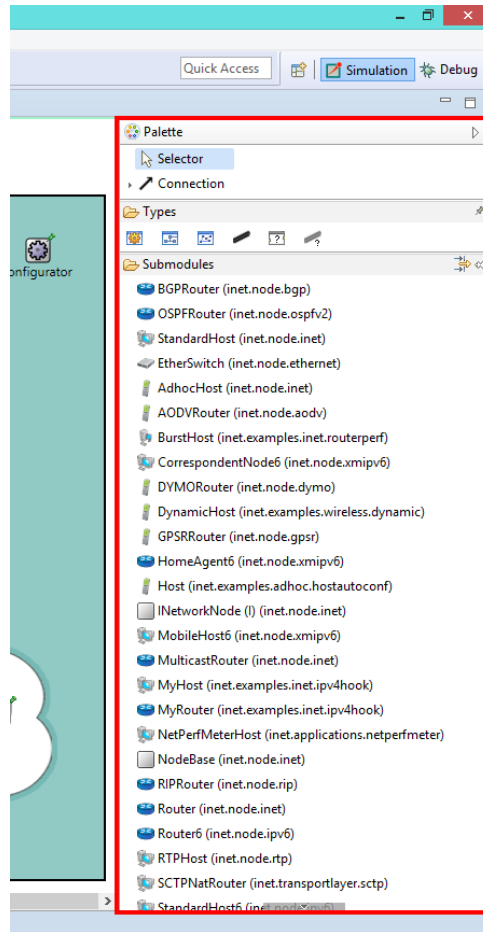 Quick Access
Simulation
Debug
Palette
Selector
Connection
Types
onfigurator
Submodules
BGPRouter (inet.node.bgp)
OSPFRouter (inet.node.ospfv2)
StandardHost (inet.node.inet)
EtherSwitch (inet.node.ethernet)
AdhocHost (inet.node.inet)
AODVRouter (inet.node.aodv)
BurstHost (inet.examples.inet.routerperf)
CorrespondentNode6 (inet.node.xmipv6)
DYMORouter (inet.node.dymo)
DynamicHost (inet.examples.wireless.dynamic)
GPSRRouter (inet.node.gpsr)
HomeAgent6 (inet.node.xmipv6)
Host (inet.examples.adhoc.hostautoconf)
INetworkNode (I) (inet.node.inet)
MobileHost6 (inet.node.xmipv6)
MulticastRouter (inet.node.inet)
MyHost (inet.examples.inet.ipv4hook)
MyRouter (inet.examples.inet.ipv4hook)
NetPerfMeterHost (inet.applications.netperfmeter)
NodeBase (inet.node.inet)
RIPRouter (inet.node.rip)
Router (inet.node.inet)
Router6 (inet.node.ipv6)
RTPHost (inet.node.rtp)
SCTPNatRouter (inet.transportlayer.sctp)
StandardHost6 (inet.node.ipv6)